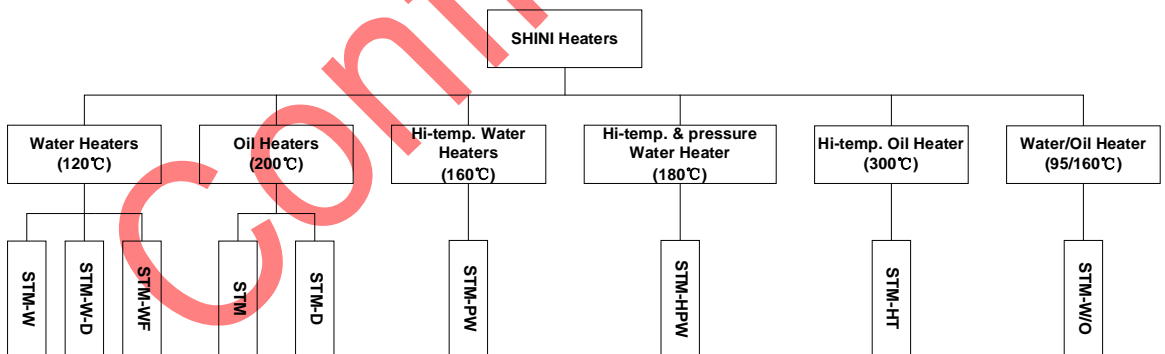 SHINI Heaters
Water Heaters
(120℃)
Oil Heaters
(200℃)
Hi-temp. Water
Heaters
(160℃)
Hi-temp. & pressure
Water Heater
(180℃)
Hi-temp. Oil Heater
(300℃)
Water/Oil Heater
(95/160℃)
STM-W
STM-W-D
STM-WF
STM
STM-D
STM-PW
STM-HPW
STM-HT
STM-W/O